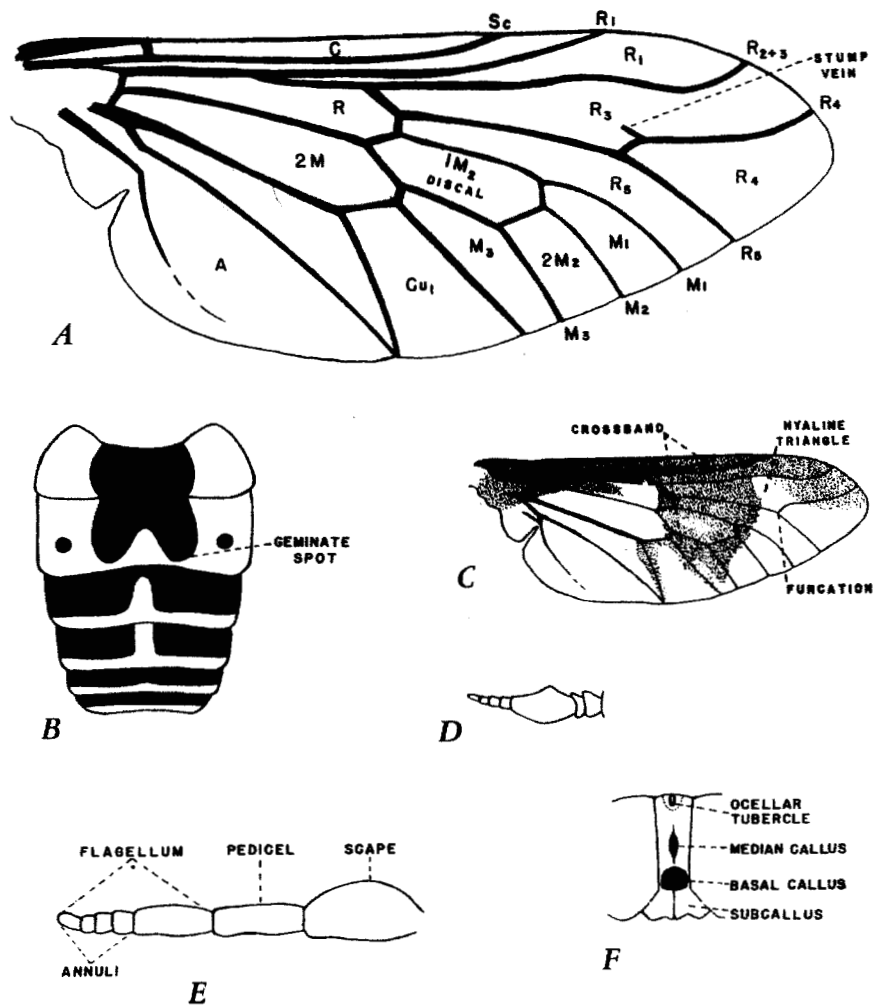 Sc
R1
C
R1
R2+3
STUMP
VEIN
R
R3
R4
2M
1M2
DISCAL
R5
R4
A
Cu1
M3
2M2
M1
R5
M1
M2
M3
A
GEMINATE
SPOT
B
CROSSBAND
HYALINE
TRIANGLE
C
FURCATION
D
FLAGELLUM
PEDICEL
SCAPE
ANNULI
E
OCELLAR
TUBERCLE
MEDIAN CALLUS
BASAL CALLUS
SUBCALLUS
F